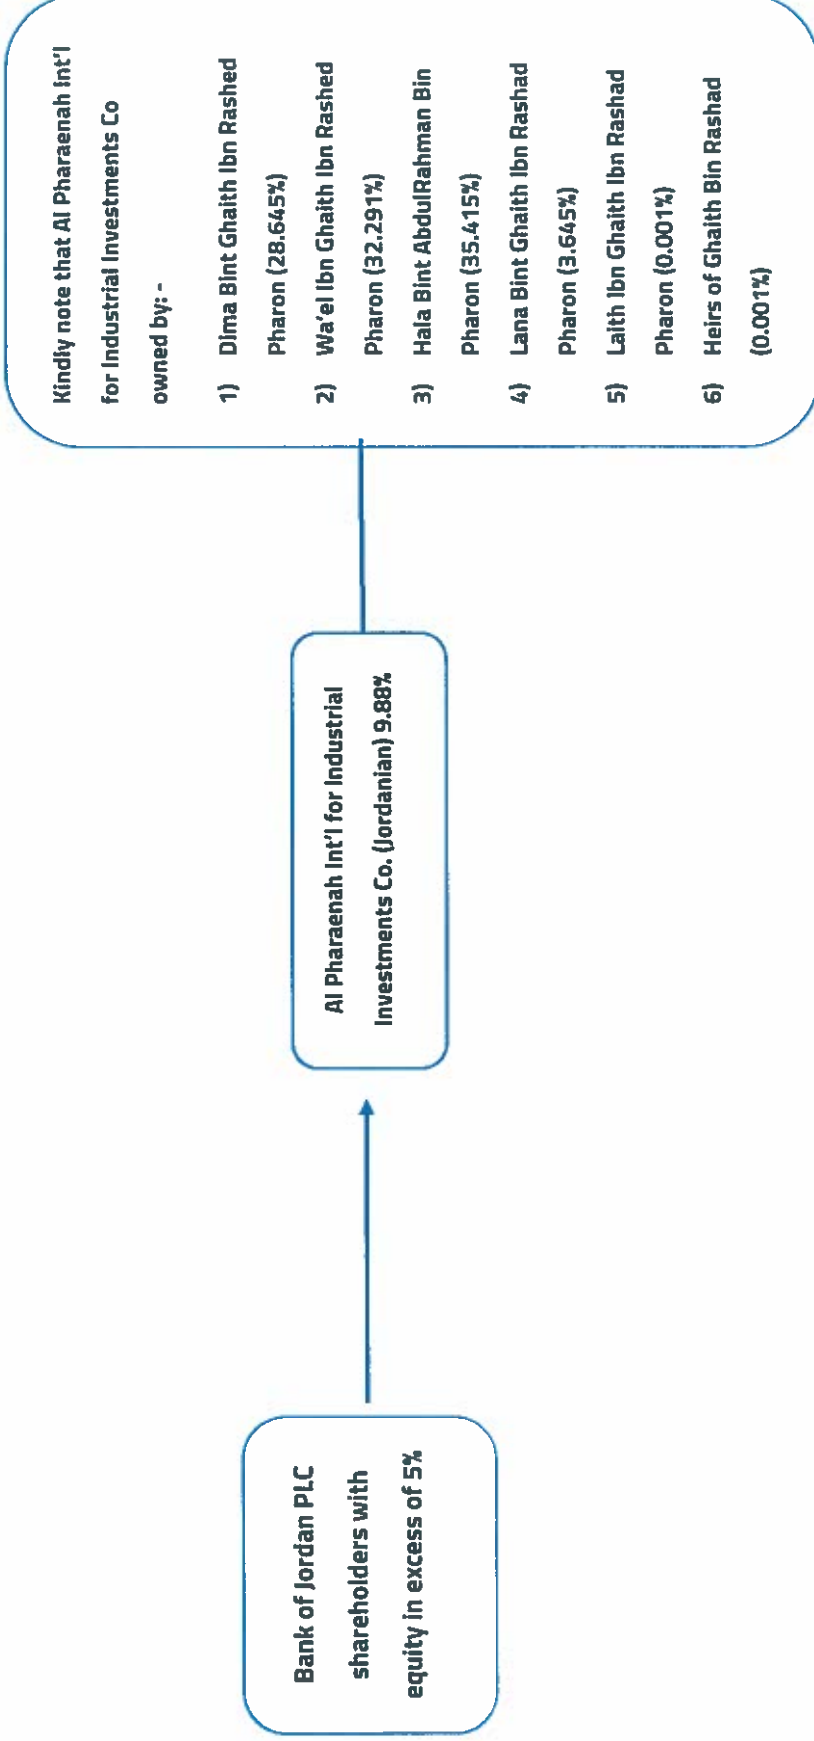 Bank of Jordan PLC
shareholders with
equity in excess of 5%
Al Pharaenah Int'l for Industrial
Investments Co. (Jordanian) 9.88%
Kindly note that Al Pharaenah Int'l
for Industrial Investments Co
owned by: -
1) Dima Bint Ghaith Ibn Rashed
Pharon (28.645%)
2) Wa'el Ibn Ghaith Ibn Rashed
Pharon (32.291%)
3) Hala Bint AbdulRahman Bin
Pharon (35.415%)
4) Lana Bint Ghaith Ibn Rashad
Pharon (3.645%)
5) Laith Ibn Ghaith Ibn Rashad
Pharon (0.001%)
6) Heirs of Ghaith Bin Rashad
(0.001%)